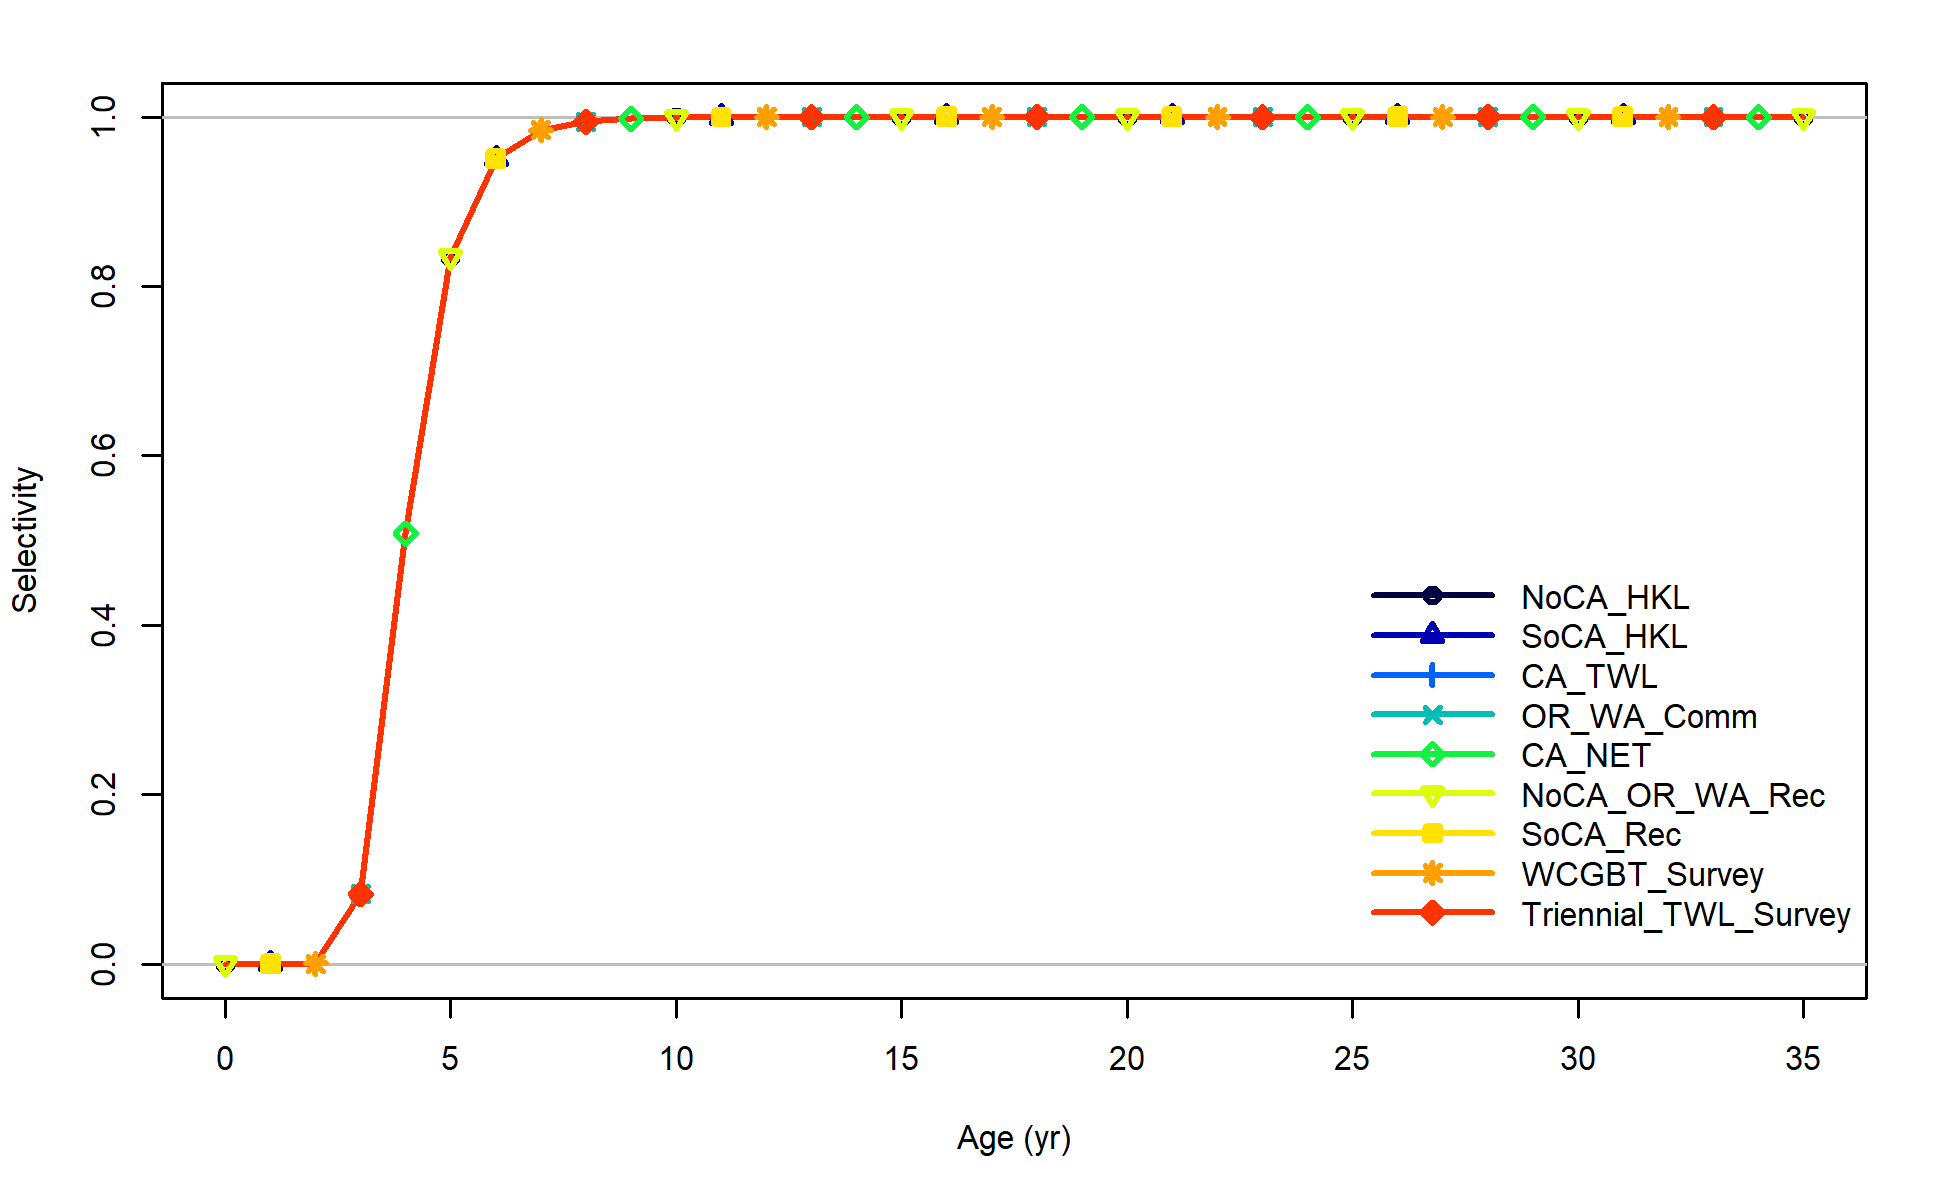 1.0
0.8
0.6
0.4
0.2
0.0
Selectivity
NoCA_HKL
SoCA_HKL
CA_TWL
OR_WA_Comm
CA_NET
NoCA_OR_WA_Rec
SoCA_Rec
WCGBT_Survey
Triennial_TWL_Survey
0 5 10 15 20 25 30 35
Age (yr)